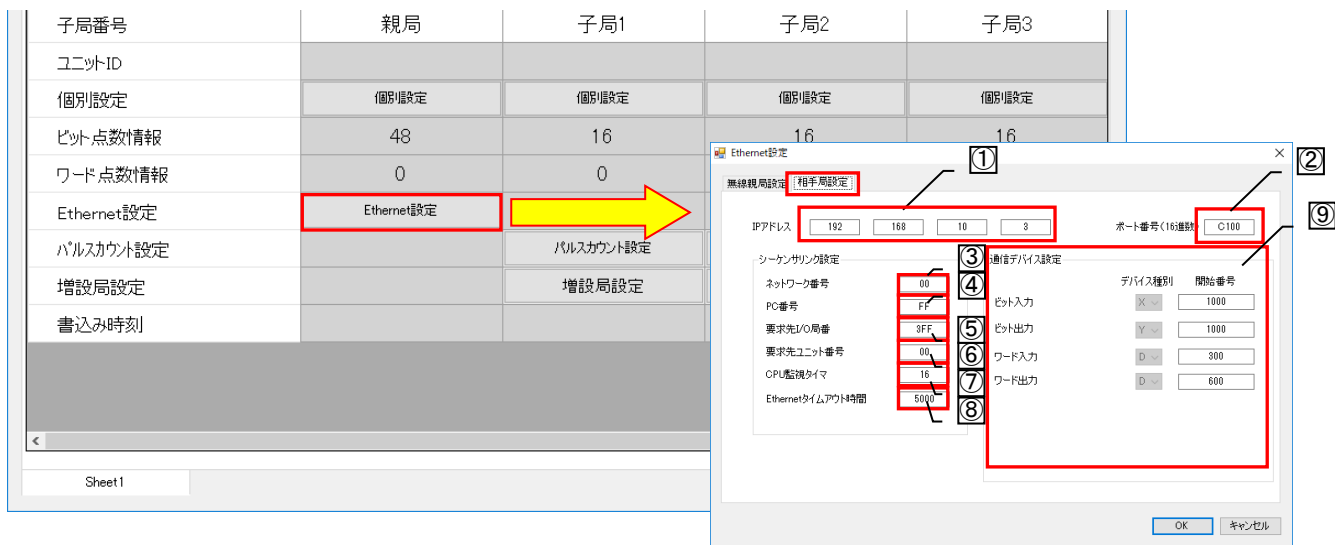 子局番号 親局 子局1 子局2 子局3
ユニットID
個別設定 個別設定 個別設定 個別設定 個別設定
ビット点数情報 48 16 16 16
ワード点数情報 0 0
Ethernet設定 Ethernet設定
パルスカウント設定 パルスカウント設定
増設局設定 増設局設定
書込み時刻
<
Sheet1
Ethernet設定 ×
① ②
無線親局設定 相手局設定
⑨
IPアドレス 192 168 10 3 ポート番号(16進数) C100
シーケンサリンク設定 ③ 通信デバイス設定
ネットワーク番号 00 ④ デバイス種別 開始番号
PC番号 FF ビット入力 X 1000
要求先I/O局番 3FF ⑤ ビット出力 Y 1000
要求先ユニット番号 00 ⑥ ワード入力 D 300
CPU監視タイマ 16 ⑦ ワード出力 D 600
Ethernetタイムアウト時間 5000 ⑧
OK キャンセル